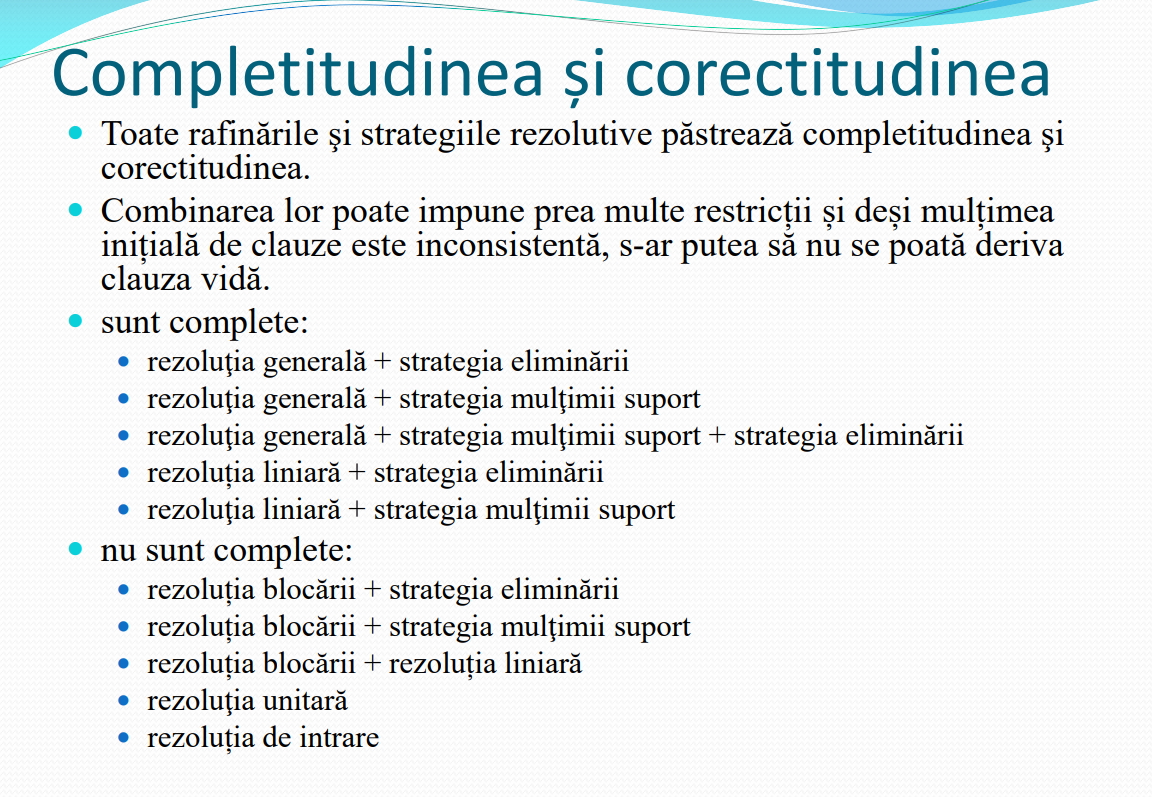 Completitudinea și corectitudinea
Toate rafinările şi strategiile rezolutive păstrează completitudinea şi
corectitudinea.
Combinarea lor poate impune prea multe restricții și deși mulțimea
inițială de clauze este inconsistentă, s-ar putea să nu se poată deriva
clauza vidă.
sunt complete:
rezoluţia generală + strategia eliminării
rezoluţia generală + strategia mulţimii suport
rezoluţia generală + strategia mulţimii suport + strategia eliminării
rezoluția liniară + strategia eliminării
rezoluţia liniară + strategia mulţimii suport
nu sunt complete:
rezoluția blocării + strategia eliminării
rezoluția blocării + strategia mulţimii suport
rezoluția blocării + rezoluția liniară
rezoluţia unitară
rezoluția de intrare